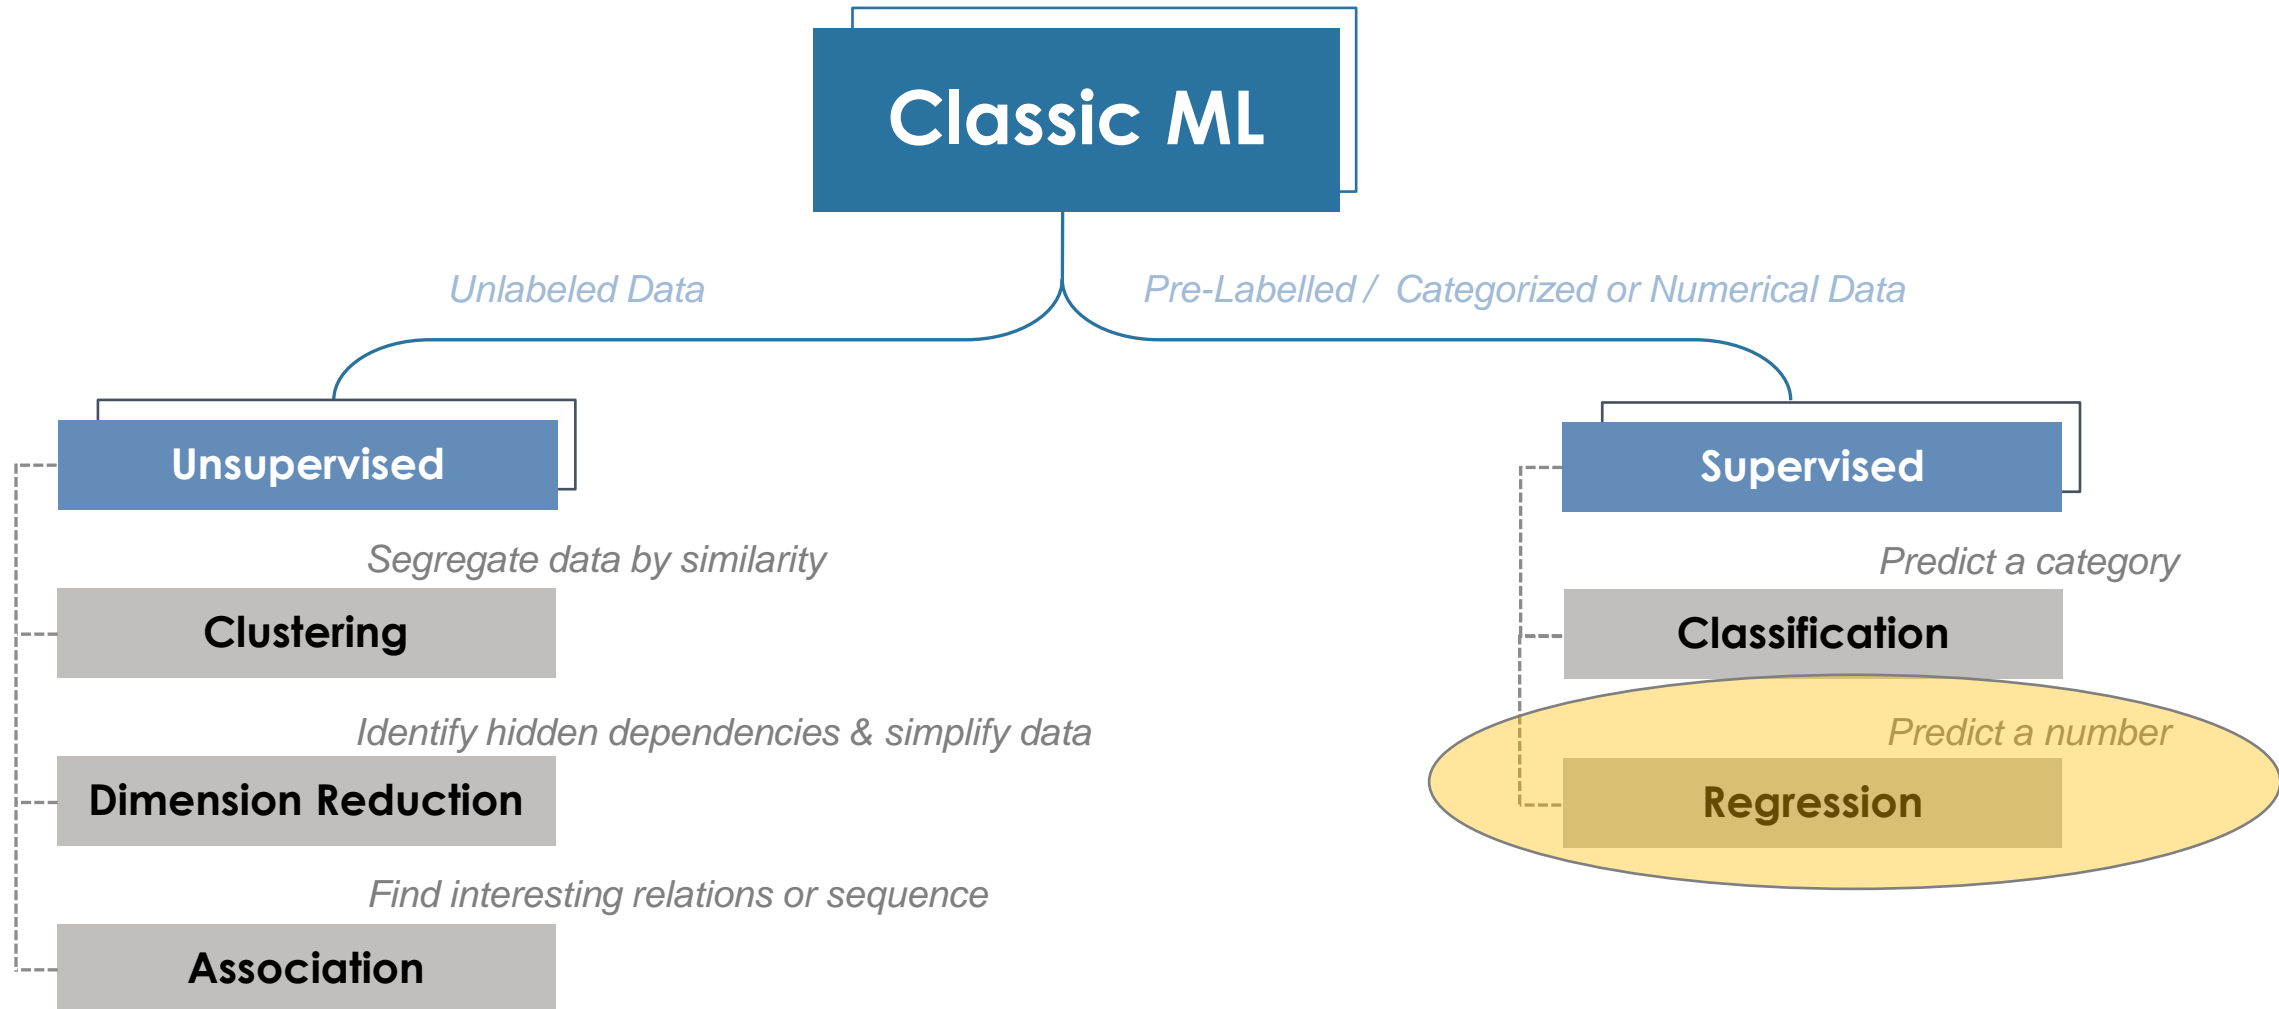 Classic ML
Unlabeled Data
Pre-Labelled / Categorized or Numerical Data
Unsupervised
Segregate data by similarity
Clustering
Identify hidden dependencies & simplify data
Dimension Reduction
Find interesting relations or sequence
Association
Supervised
Predict a category
Classification
Predict a number
Regression